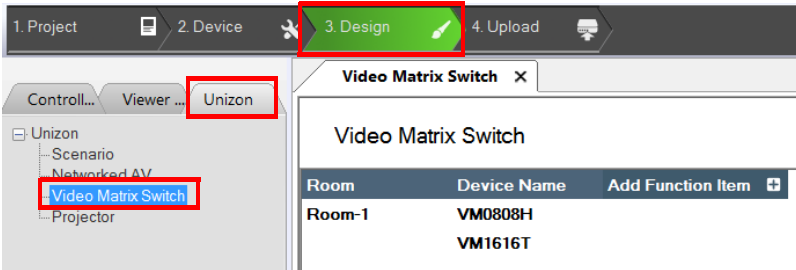 1. Project 2. Device 3. Design 4. Upload
Controll... Viewer ... Unizon
Unizon
Scenario
Networked AV
Video Matrix Switch
Projector
Video Matrix Switch X
Video Matrix Switch
Room Device Name Add Function Item +
Room-1 VM0808H
VM1616T